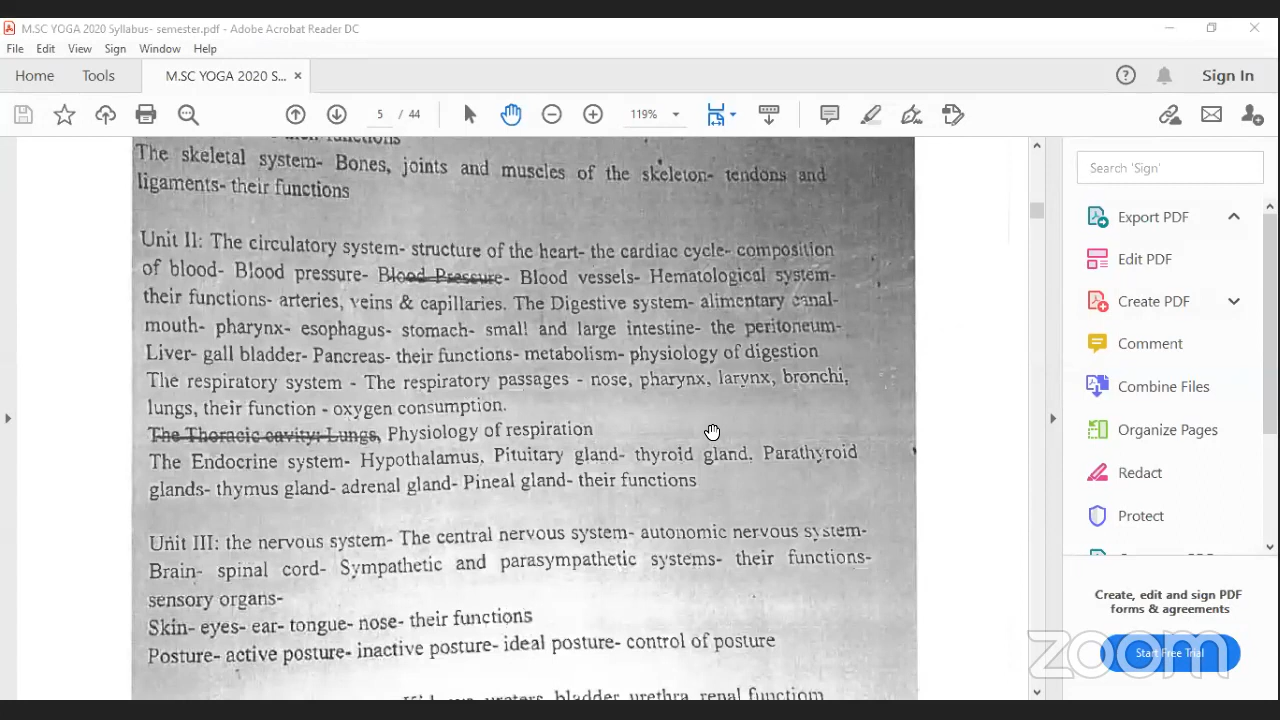 M.SC YOGA 2020 Syllabus- semester.pdf - Adobe Acrobat Reader DC
File Edit View Sign Window Help
Home Tools M.SC YOGA 2020 S... × Sign In
5 / 44 119%
functions
The skeletal system- Bones, joints and muscles of the skeleton- tendons and
ligaments- their functions
Unit II: The circulatory system- structure of the heart- the cardiac cycle- composition
of blood- Blood pressure- Blood Pressure- Blood vessels- Hematological system-
their functions- arteries, veins & capillaries. The Digestive system- alimentary canal-
mouth- pharynx- esophagus- stomach- small and large intestine- the peritoneum-
Liver- gall bladder- Pancreas- their functions- metabolism- physiology of digestion
The respiratory system - The respiratory passages - nose, pharynx, larynx, bronchi,
lungs, their function - oxygen consumption.
The Thoracic cavity: Lungs, Physiology of respiration
The Endocrine system- Hypothalamus, Pituitary gland- thyroid gland. Parathyroid
glands- thymus gland- adrenal gland- Pineal gland- their functions
Unit III: the nervous system- The central nervous system- autonomic nervous system-
Brain- spinal cord- Sympathetic and parasympathetic systems- their functions-
sensory organs-
Skin- eyes- ear- tongue- nose- their functions
Posture- active posture- inactive posture- ideal posture- control of posture
ureters, bladder urethra renal function
Search 'Sign'
Export PDF
Edit PDF
Create PDF
Comment
Combine Files
Organize Pages
Redact
Protect
Create, edit and sign PDF
forms & agreements
Start Free Trial
zoom